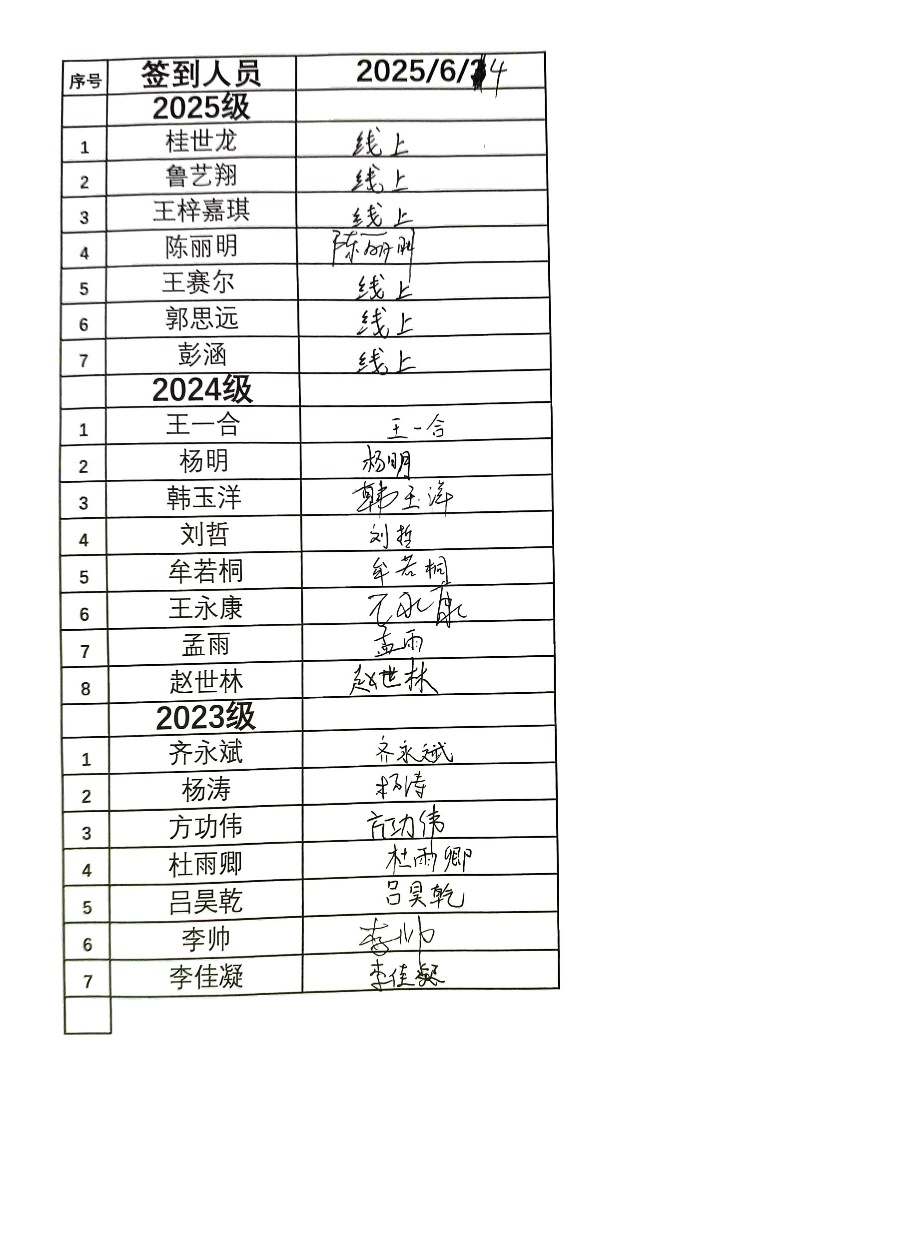 序号 签到人员 2025/6/4
2025级
1 桂世龙 线上
2 鲁艺翔 线上
3 王梓嘉琪 线上
4 陈丽明 陈丽明
5 王赛尔 线上
6 郭思远 线上
7 彭涵 线上
2024级
1 王一合 王一合
2 杨明 杨明
3 韩玉洋 韩玉洋
4 刘哲 刘哲
5 牟若桐 牟若桐
6 王永康 王永康
7 孟雨 孟雨
8 赵世林 赵世林
2023级
1 齐永斌 齐永斌
2 杨涛 杨涛
3 方功伟 方功伟
4 杜雨卿 杜雨卿
5 吕昊乾 吕昊乾
6 李帅 李帅
7 李佳凝 李佳凝